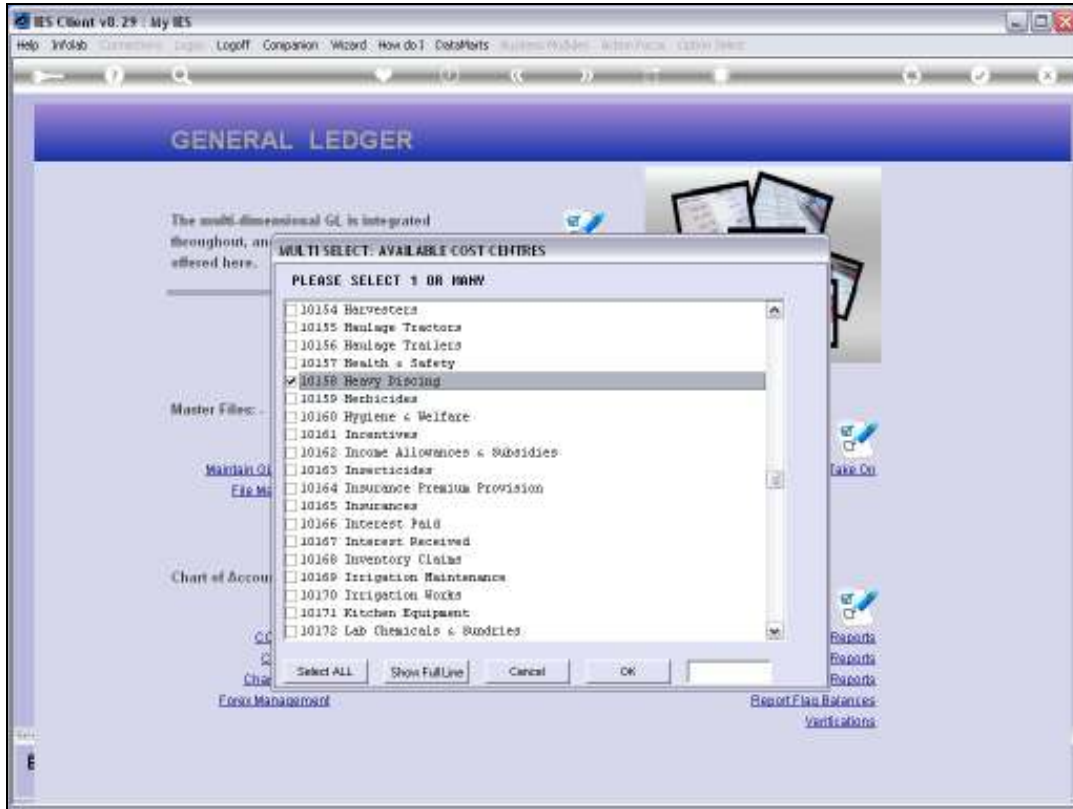 IES Client v8.29 : My IES
Help Infolab Logoff Companion Wizard How do I DataMarts
GENERAL LEDGER
The multi-dimensional GL is integrated
throughout, an
offered here.
MULTI SELECT: AVAILABLE COST CENTRES
PLEASE SELECT 1 OR MANY
10154 Harvesters
10155 Haulage Tractors
10156 Haulage Trailers
10157 Health & Safety
10158 Heavy Discing
10159 Herbicides
10160 Hygiene & Welfare
10161 Incentives
10162 Income Allowances & Subsidies
10163 Insecticides
10164 Insurance Premium Provision
10165 Insurances
10166 Interest Paid
10167 Interest Received
10168 Inventory Claims
10169 Irrigation Maintenance
10170 Irrigation Works
10171 Kitchen Equipment
10172 Lab Chemicals & Sundries
Select ALL Show Full Line Cancel OK
Master Files:
Maintain GL
Take On
File Ma
Chart of Accou
Reports
Reports
Char
Reports
Forex Management
Report Flag Balances
Verifications